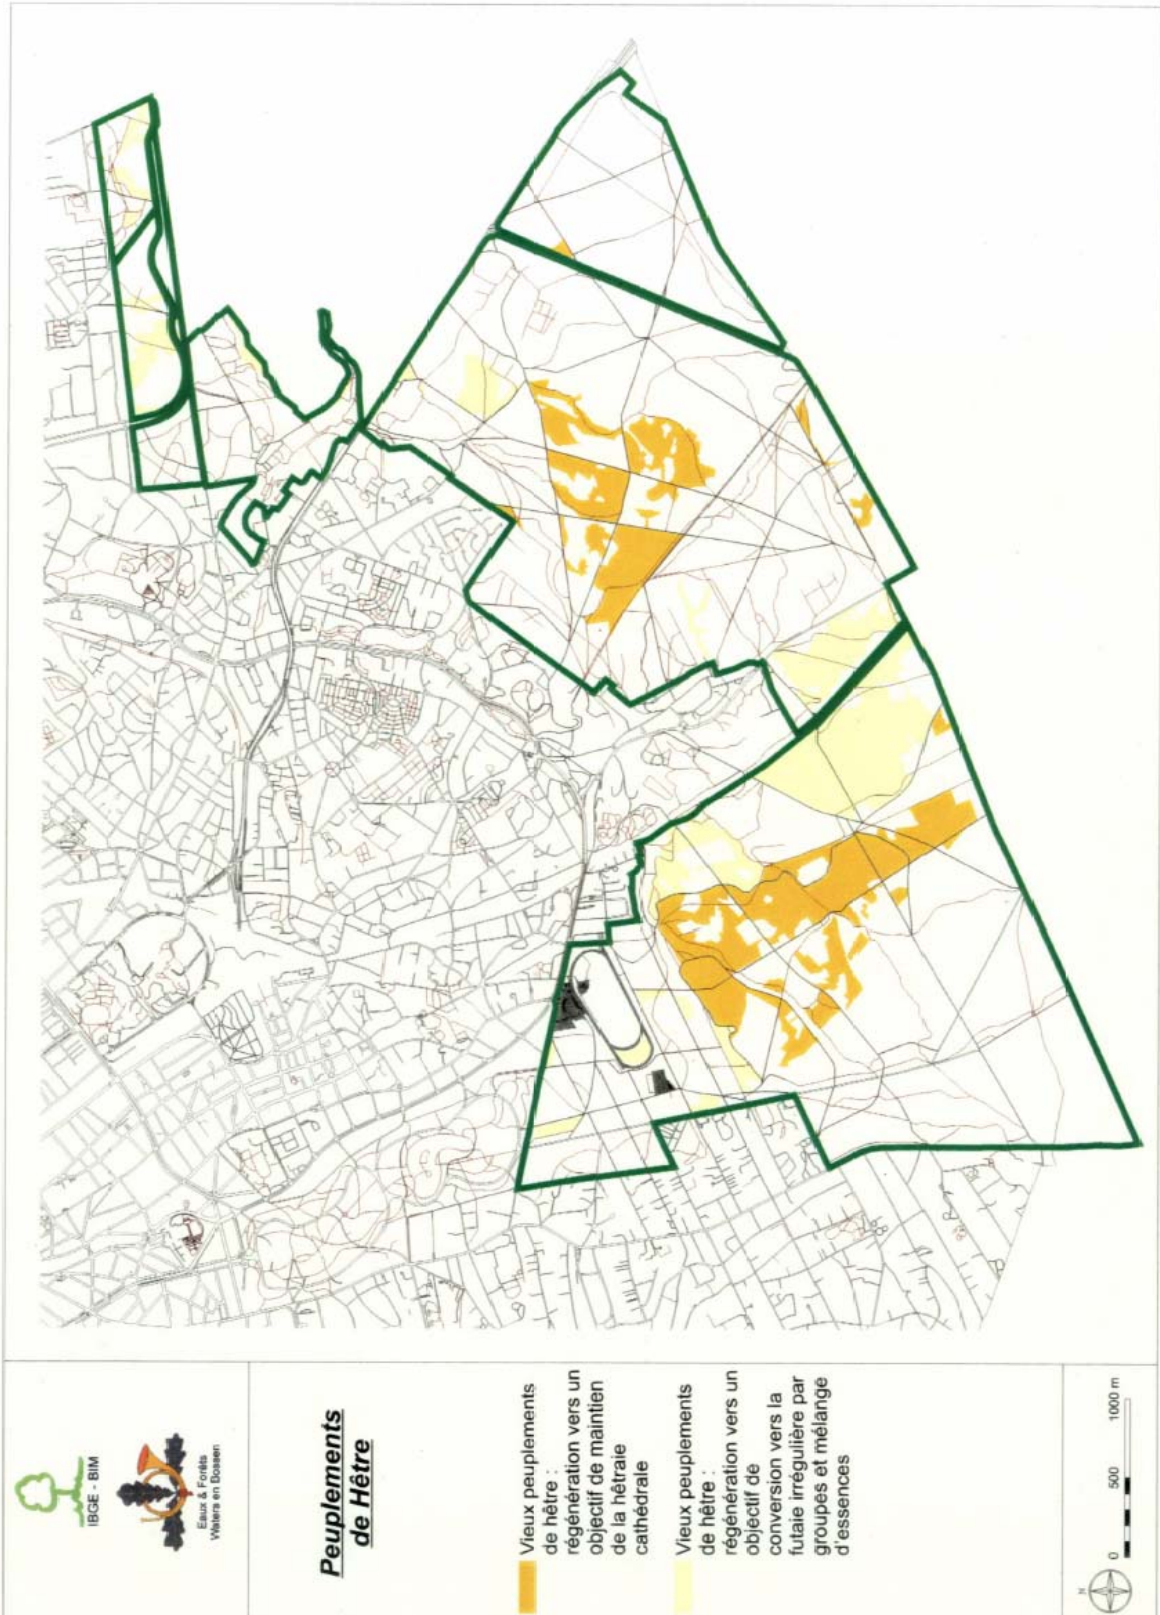 IBGE - BIM
Eaux & Forêts
Waters en Bossen
Peuplements
de Hêtre
Vieux peuplements
de hêtre :
régénération vers un
objectif de maintien
de la hêtraie
cathédrale
Vieux peuplements
de hêtre :
régénération vers un
objectif de
conversion vers la
futaie irrégulière par
groupes et mélange
d'essences
N
0 500 1000 m